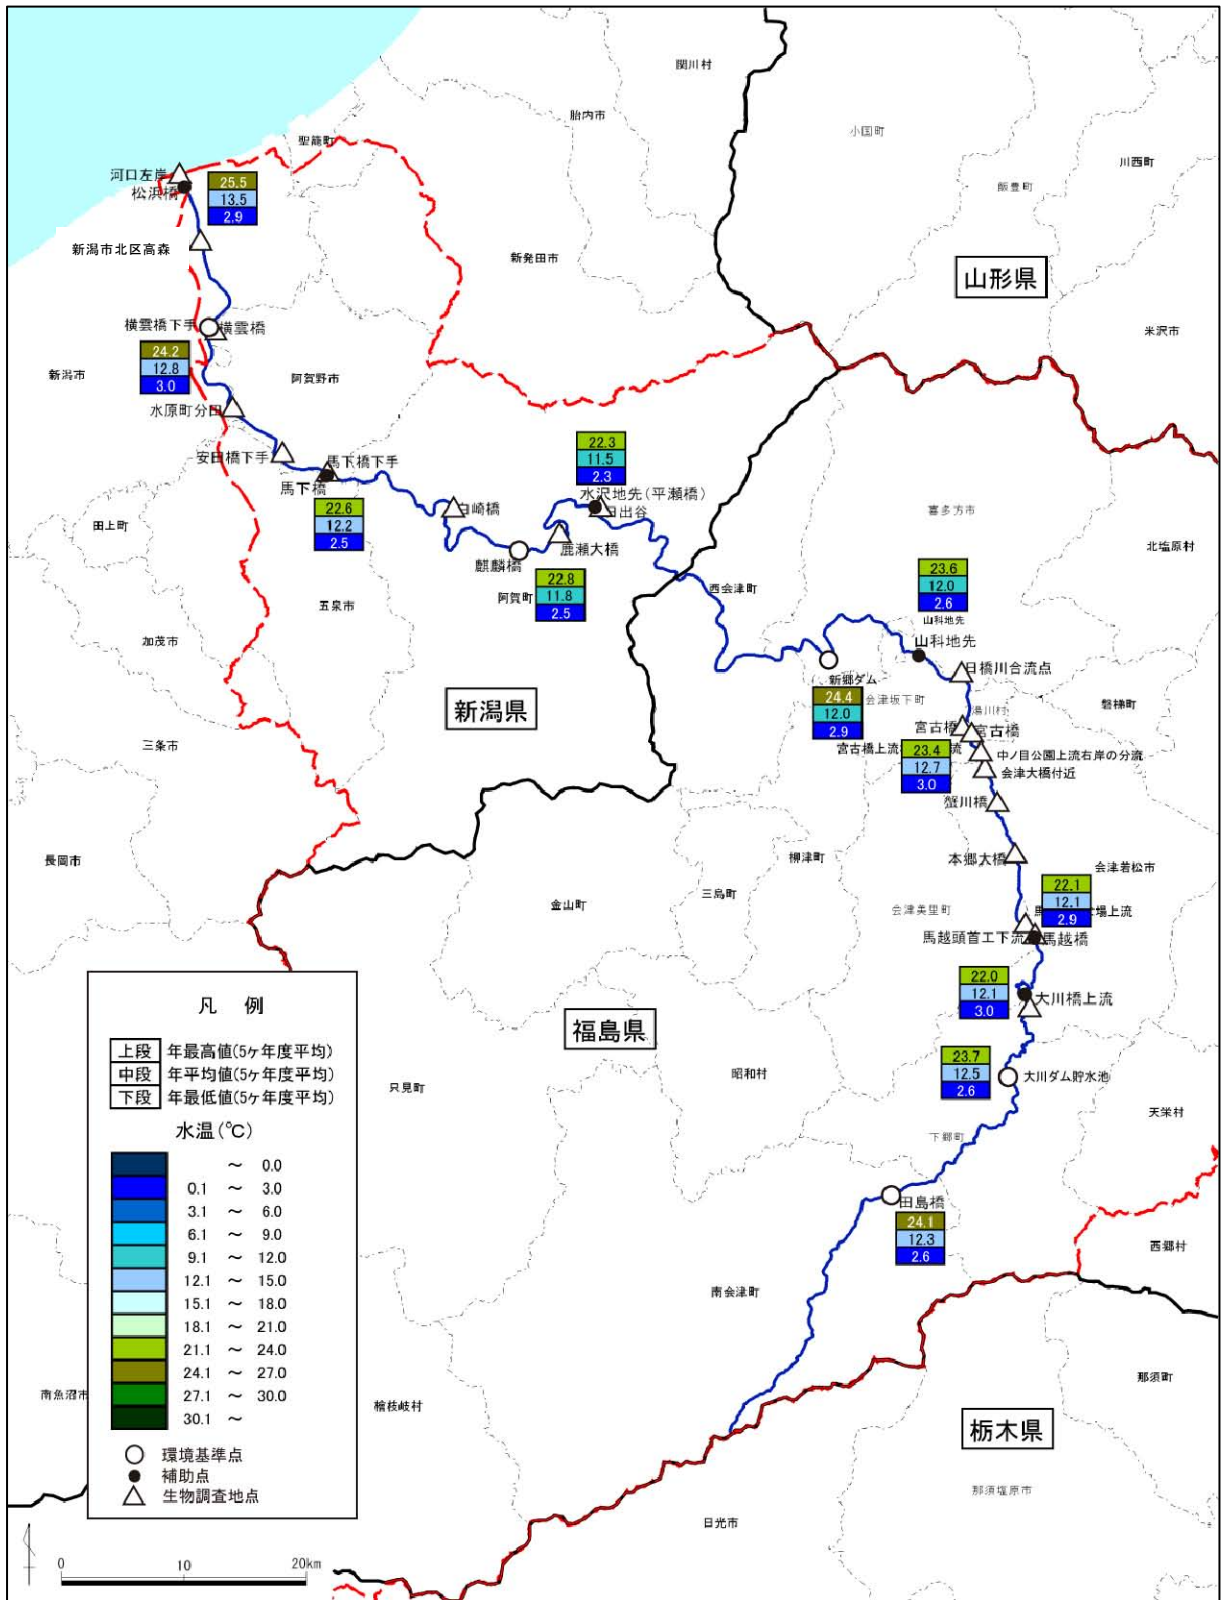 関川村
胎内市
小国町
聖籠町
川西町
飯豊町
河口左岸
松浜橋
25.5
13.5
2.9
新潟市北区高森
新発田市
山形県
米沢市
横雲橋下手
横雲橋
24.2
12.8
3.0
新潟市
阿賀野市
水原町分田
安田橋下手
馬下橋下手
馬下橋
22.6
12.2
2.5
22.3
11.5
2.3
水沢地先(平瀬橋)
日出谷
白崎橋
麒麟橋
鹿瀬大橋
阿賀町
22.8
11.8
2.5
田上町
五泉市
加茂市
喜多方市
北塩原村
西会津町
23.6
12.0
2.6
山科地先
山科地先
日橋川合流点
新郷ダム
24.4
12.0
2.9
会津坂下町
湯川村
磐梯町
宮古橋
宮古橋
宮古橋上流
流
23.4
12.7
3.0
中ノ目公園上流右岸の分流
会津大橋付近
蟹川橋
新潟県
三条市
長岡市
本郷大橋
会津若松市
柳津町
三島町
金山町
会津美里町
22.1
12.1
2.9
場上流
馬越頭首工下流
馬越橋
22.0
12.1
3.0
大川橋上流
福島県
23.7
12.5
2.6
大川ダム貯水池
只見町
昭和村
天栄村
下郷町
田島橋
24.1
12.3
2.6
西郷村
南会津町
那須町
南魚沼市
檜枝岐村
栃木県
那須塩原市
日光市
凡 例
上段 年最高値(5ヶ年度平均)
中段 年平均値(5ヶ年度平均)
下段 年最低値(5ヶ年度平均)
水温(℃)
～ 0.0
0.1 ～ 3.0
3.1 ～ 6.0
6.1 ～ 9.0
9.1 ～ 12.0
12.1 ～ 15.0
15.1 ～ 18.0
18.1 ～ 21.0
21.1 ～ 24.0
24.1 ～ 27.0
27.1 ～ 30.0
30.1 ～
環境基準点
補助点
生物調査地点
0 10 20km